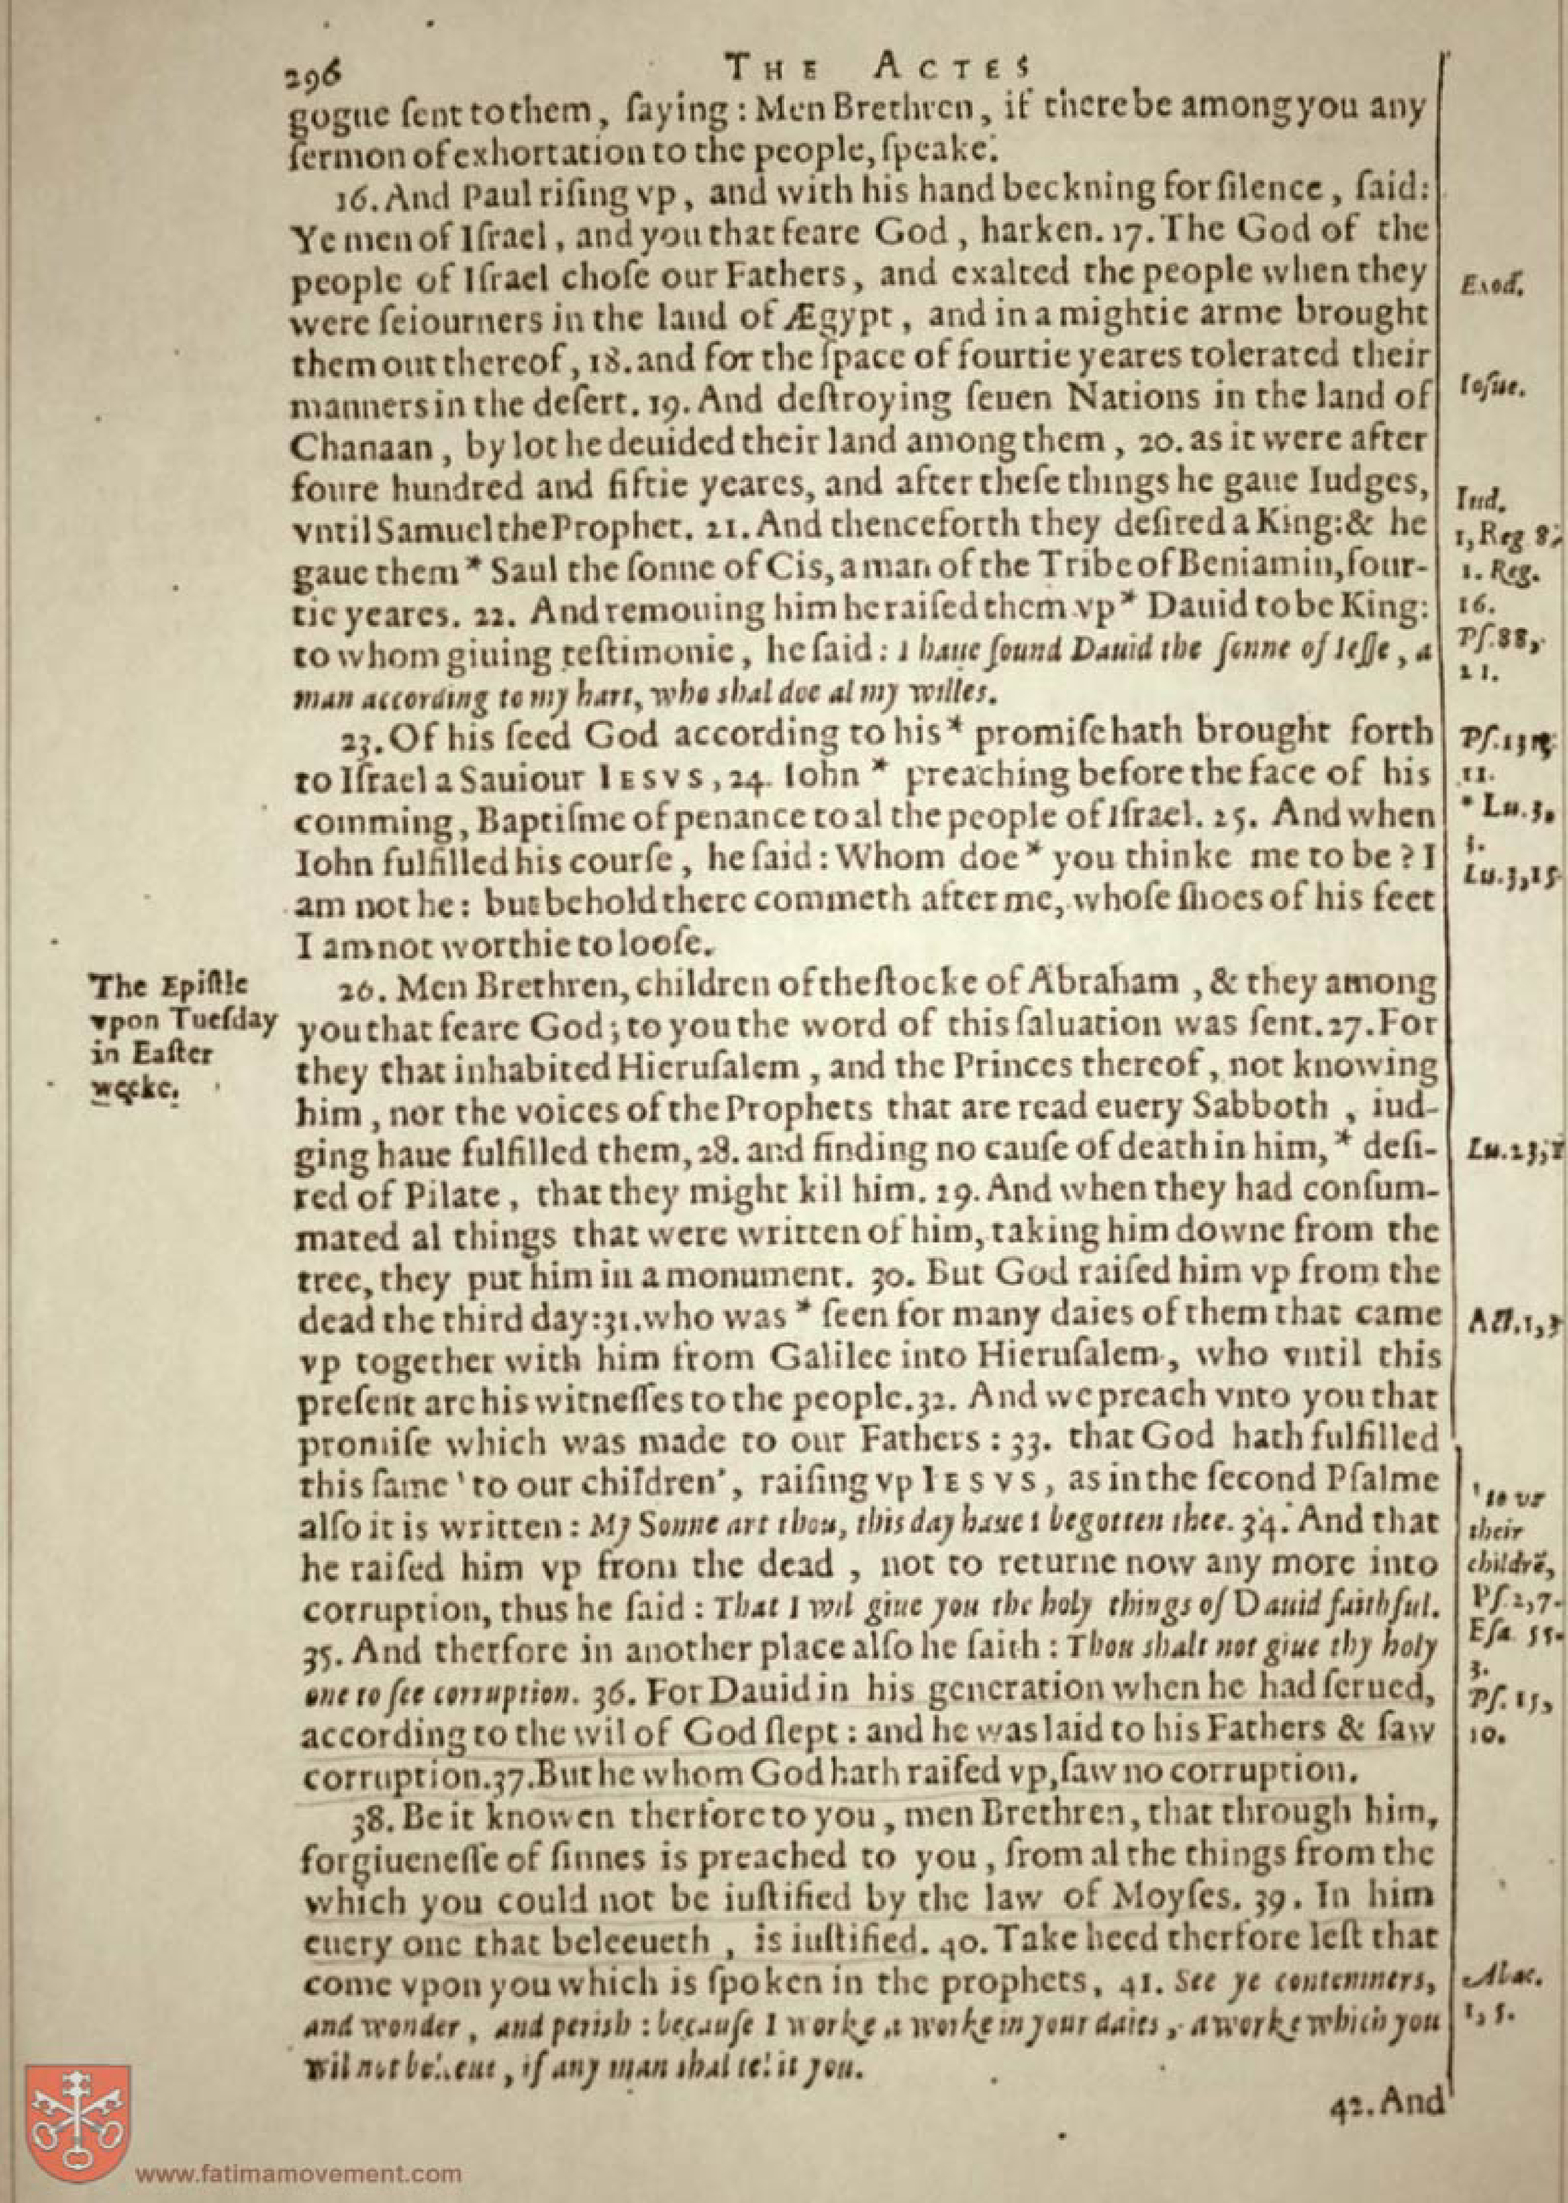 296
THE ACTES
gogue ſent to them, ſaying: Men Brethren, if there be among you any
ſermon of exhortation to the people, ſpeake.
16. And Paul riſing vp, and with his hand beckning for ſilence, ſaid:
Ye men of Iſrael, and you that feare God, harken. 17. The God of the
people of Iſrael choſe our Fathers, and exalted the people when they
were ſeiourners in the land of Ægypt, and in a mightie arme brought
them out thereof, 18. and for the ſpace of fourtie yeares tolerated their
manners in the deſert. 19. And deſtroying ſeuen Nations in the land of
Chanaan, by lot he deuided their land among them, 20. as it were after
foure hundred and fiftie yeares, and after theſe things he gaue Iudges,
vntil Samuel the Prophet. 21. And thenceforth they deſired a King: & he
gaue them * Saul the ſonne of Cis, a man of the Tribe of Beniamin, four-
tie yeares. 22. And remouing him he raiſed them vp * Dauid to be King:
to whom giuing teſtimonie, he ſaid: I haue found Dauid the ſonne of Ieſſe, a
man according to my hart, who shal doe al my willes.
23. Of his ſeed God according to his * promiſe hath brought forth
to Iſrael a Sauiour IESVS, 24. Iohn * preaching before the face of his
comming, Baptiſme of penance to al the people of Iſrael. 25. And when
Iohn fulfilled his courſe, he ſaid: Whom doe * you thinke me to be? I
am not he: but behold there commeth after me, whoſe ſhoes of his feet
I am not worthie to looſe.
26. Men Brethren, children of the ſtocke of Abraham, & they among
you that feare God; to you the word of this ſaluation was ſent. 27. For
they that inhabited Hieruſalem, and the Princes thereof, not knowing
him, nor the voices of the Prophets that are read euery Sabboth, iud-
ging haue fulfilled them, 28. and finding no cauſe of death in him, * deſi-
red of Pilate, that they might kil him. 29. And when they had conſum-
mated al things that were written of him, taking him downe from the
tree, they put him in a monument. 30. But God raiſed him vp from the
dead the third day: 31. who was * ſeen for many daies of them that came
vp together with him from Galilee into Hieruſalem, who vntil this
preſent are his witneſſes to the people. 32. And we preach vnto you that
promiſe which was made to our Fathers: 33. that God hath fulfilled
this ſame 'to our children', raiſing vp IESVS, as in the ſecond Pſalme
alſo it is written: My Sonne art thou, this day haue I begotten thee. 34. And that
he raiſed him vp from the dead, not to returne now any more into
corruption, thus he ſaid: That I wil giue you the holy things of Dauid faithful.
35. And therfore in another place alſo he ſaith: Thou shalt not giue thy holy
one to ſee corruption. 36. For Dauid in his generation when he had ſerued,
according to the wil of God ſlept: and he was laid to his Fathers & ſaw
corruption. 37. But he whom God hath raiſed vp, ſaw no corruption.
38. Be it knowen therfore to you, men Brethren, that through him,
forgiueneſſe of ſinnes is preached to you, from al the things from the
which you could not be iuſtified by the law of Moyſes. 39. In him
euery one that beleeueth, is iuſtified. 40. Take heed therfore leſt that
come vpon you which is ſpoken in the prophets, 41. See ye contemners,
and wonder, and perish: becauſe I worke a worke in your daies, a worke which you
wil not beleeue, if any man shal tel it you.
42. And
The Epiſtle
vpon Tueſday
in Eaſter
weeke.
Exod.
Ioſue.
Iud.
1, Reg 8,
1. Reg.
16.
Pſ. 88,
21.
Pſ. 131,
11.
* Lu. 3,
3.
Lu. 3, 15
Lu. 23,
Act. 1, 3
'to vs
their
childrẽ,
Pſ. 2, 7.
Eſa. 55.
3.
Pſ. 15,
10.
Abac.
1, 5.
www.fatimamovement.com